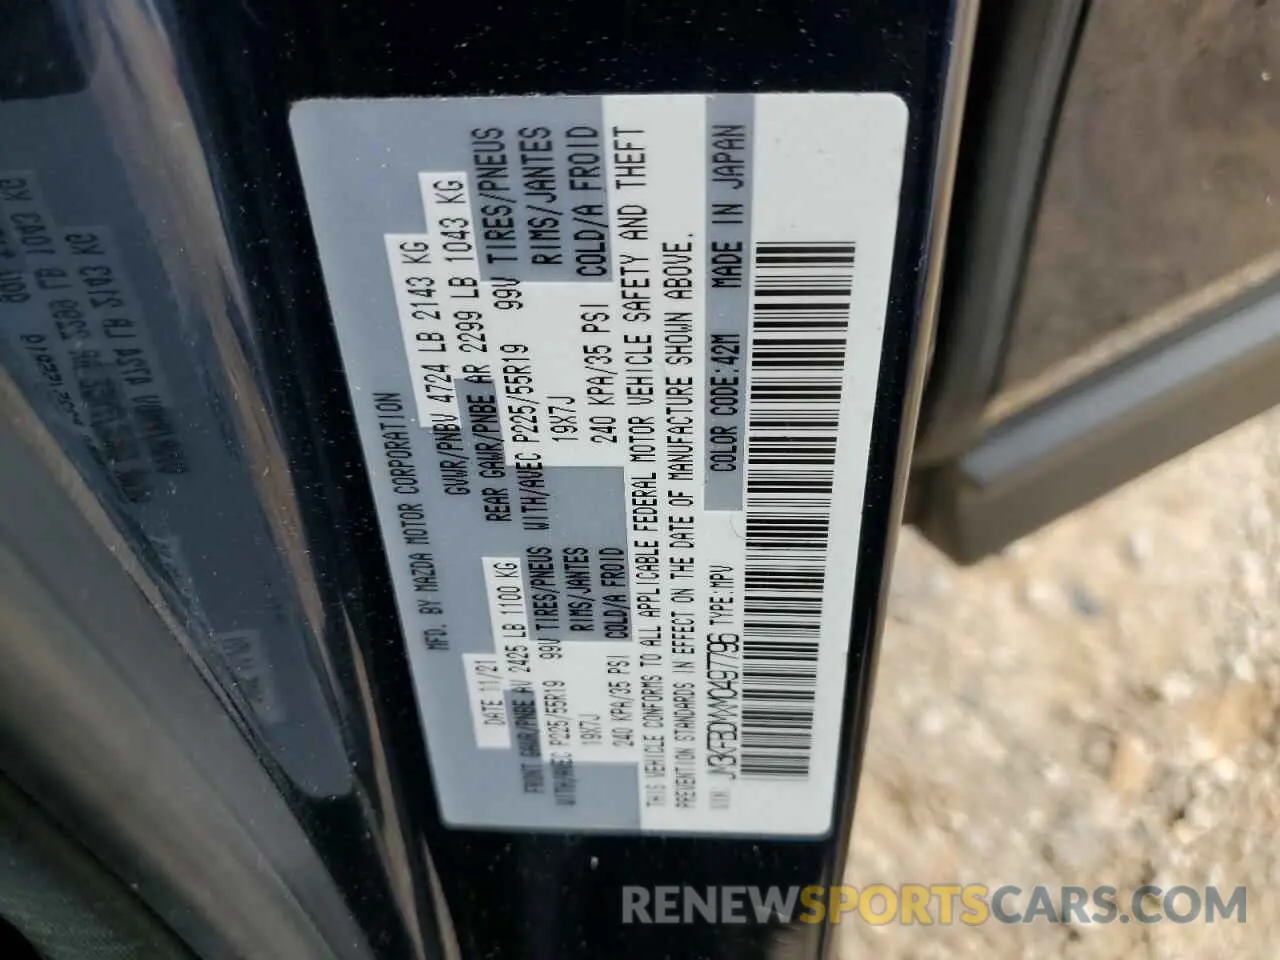 MFD. BY MAZDA MOTOR CORPORATION
DATE 11/21 GVWR/PNBV 4724 LB 2143 KG
FRONT GAWR/PNBE AV 2425 LB 1100 KG REAR GAWR/PNBE AR 2299 LB 1043 KG
WITH/AVEC P225/55R19 99V TIRES/PNEUS WITH/AVEC P225/55R19 99V TIRES/PNEUS
19X7J RIMS/JANTES 19X7J RIMS/JANTES
240 KPA/35 PSI COLD/A FROID 240 KPA/35 PSI COLD/A FROID
THIS VEHICLE CONFORMS TO ALL APPLICABLE FEDERAL MOTOR VEHICLE SAFETY AND THEFT
PREVENTION STANDARDS IN EFFECT ON THE DATE OF MANUFACTURE SHOWN ABOVE.
VIN: TYPE:MPV COLOR CODE:42M MADE IN JAPAN
RENEWSPORTSCARS.COM